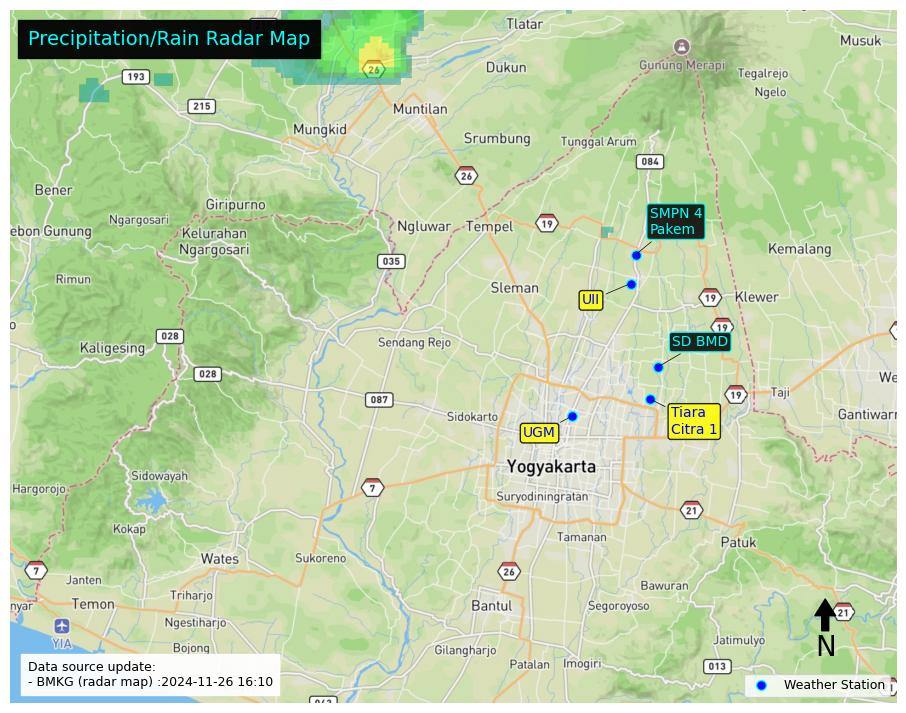 Precipitation/Rain Radar Map
Tlatar
Musuk
26
Gunung Merapi
Dukun
193
Tegalrejo
Ngelo
215
Muntilan
Mungkid
Srumbung
Tunggal Arum
084
26
Bener
Giripurno
SMPN 4
Pakem
Ngargosari
ebon Gunung
Kelurahan
Ngargosari
Ngluwar
Tempel
19
Kemalang
035
Rimun
Sleman
UII
19
Klewer
19
028
Kaligesing
Sendang Rejo
SD BMD
028
We
087
19
Taji
Sidokarto
Tiara
Citra 1
Gantiwarn
UGM
Yogyakarta
Sidowayah
Hargorojo
7
Suryodiningratan
21
Kokap
Tamanan
Patuk
Wates
Sukoreno
7
26
Janten
Bawuran
Triharjo
nyar
Temon
Bantul
Segoroyoso
21
Ngestiharjo
YIA
Bojong
Jatimulyo
N
Gilangharjo
Patalan
Imogiri
013
Data source update:
- BMKG (radar map) :2024-11-26 16:10
Weather Station